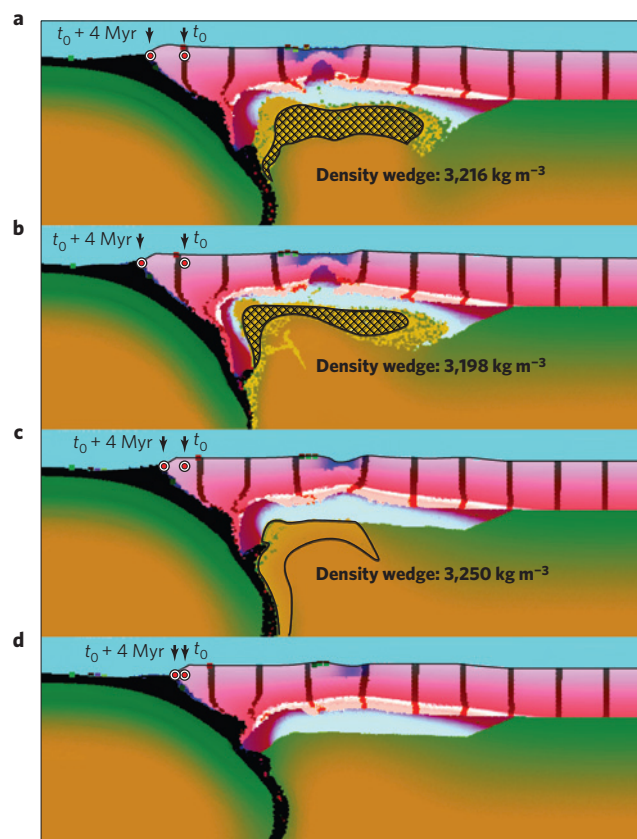 a
t₀ + 4 Myr t₀
Density wedge: 3,216 kg m⁻³
b
t₀ + 4 Myr t₀
Density wedge: 3,198 kg m⁻³
c
t₀ + 4 Myr t₀
Density wedge: 3,250 kg m⁻³
d
t₀ + 4 Myr t₀